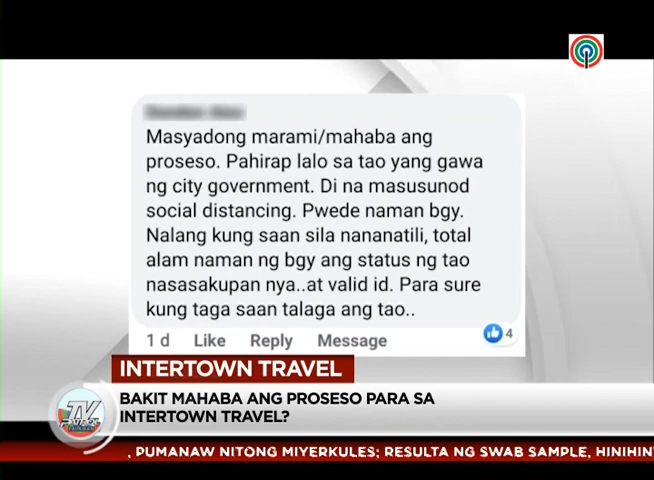 Masyadong marami/mahaba ang
proseso. Pahirap lalo sa tao yang gawa
ng city government. Di na masusunod
social distancing. Pwede naman bgy.
Nalang kung saan sila nananatili, total
alam naman ng bgy ang status ng tao
nasasakupan nya..at valid id. Para sure
kung taga saan talaga ang tao..
1 d Like Reply Message 4
INTERTOWN TRAVEL
BAKIT MAHABA ANG PROSESO PARA SA
INTERTOWN TRAVEL?
TV
PATROL
, PUMANAW NITONG MIYERKULES; RESULTA NG SWAB SAMPLE, HINIHIN